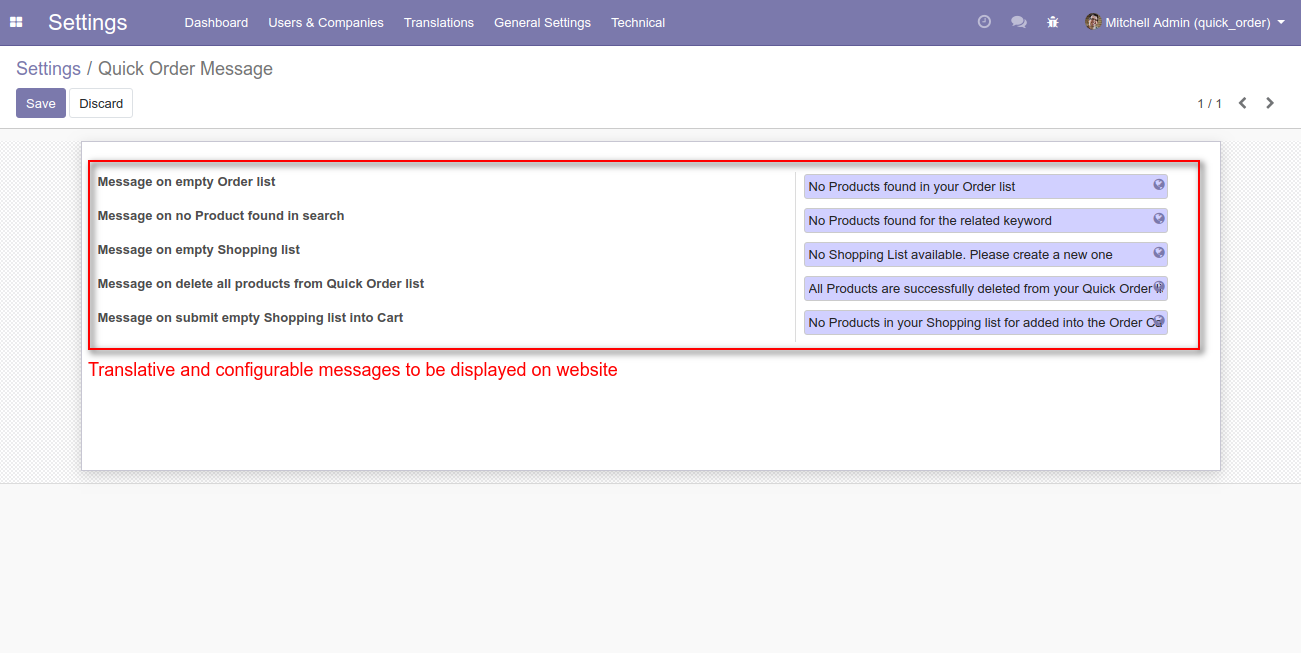 Settings Dashboard Users & Companies Translations General Settings Technical Mitchell Admin (quick_order)
Settings / Quick Order Message
Save Discard 1 / 1
Message on empty Order list No Products found in your Order list
Message on no Product found in search No Products found for the related keyword
Message on empty Shopping list No Shopping List available. Please create a new one
Message on delete all products from Quick Order list All Products are successfully deleted from your Quick Order
Message on submit empty Shopping list into Cart No Products in your Shopping list for added into the Order
Translative and configurable messages to be displayed on website